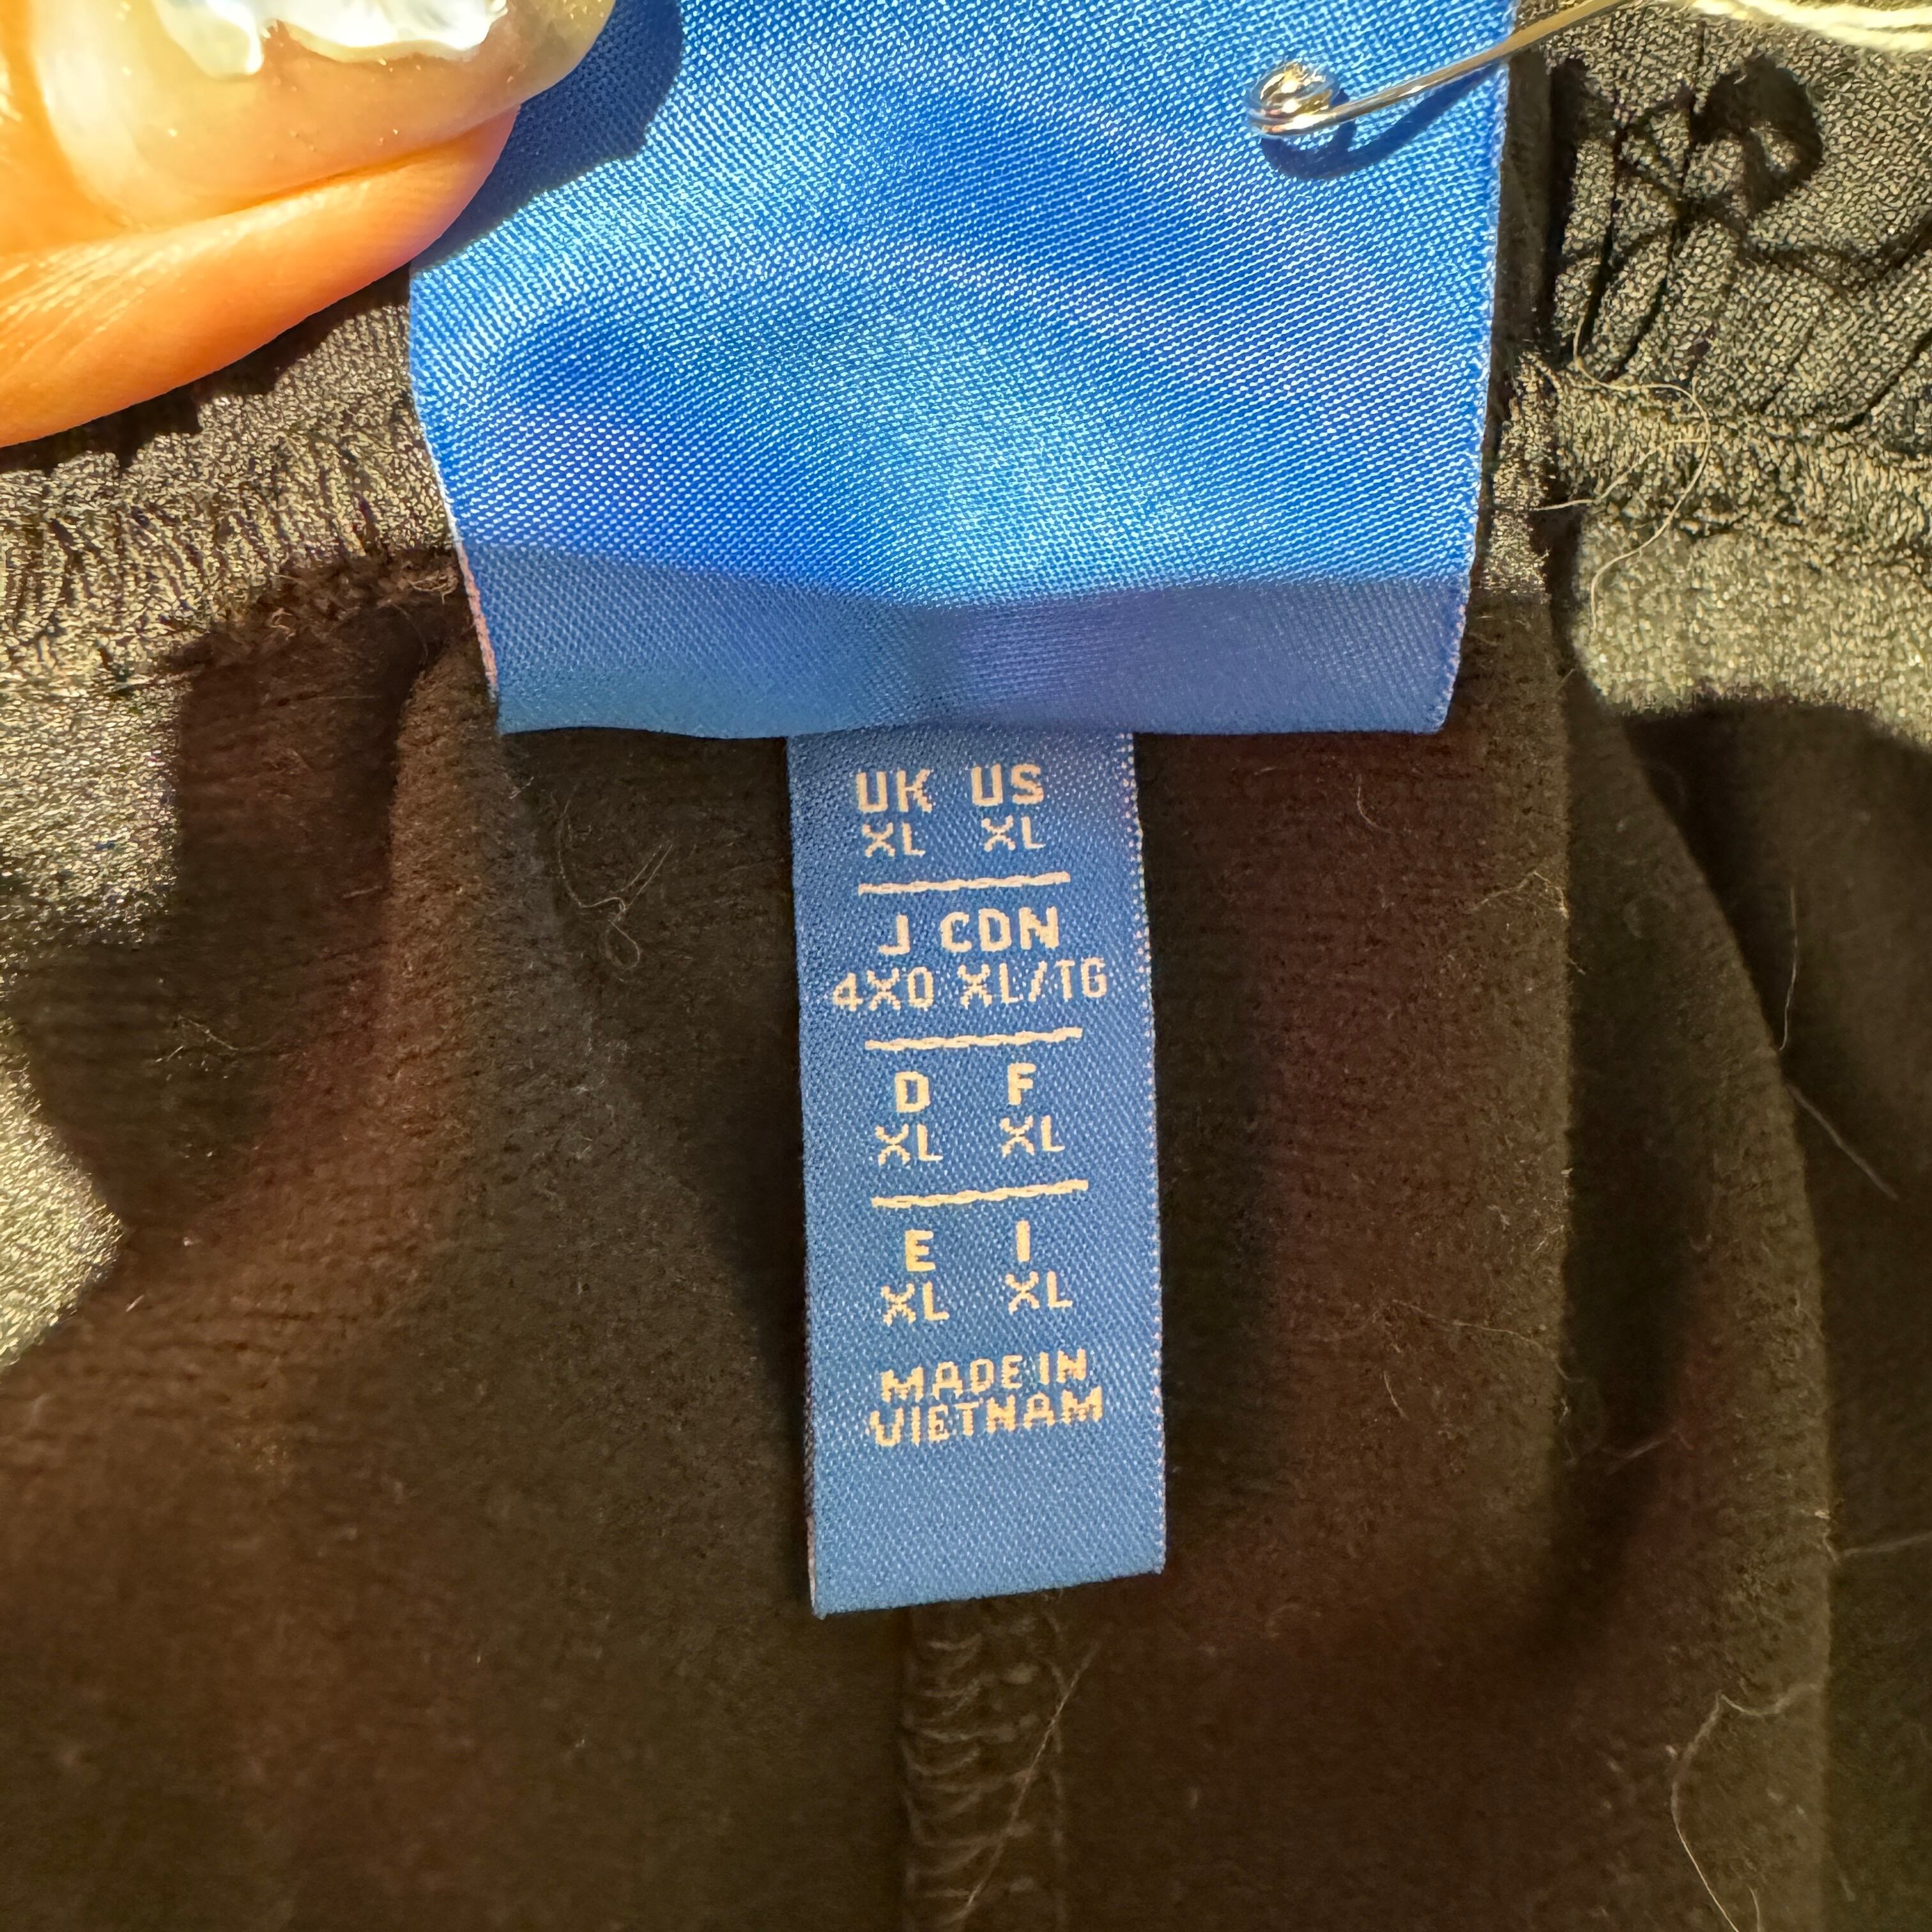 UK US
XL XL
J CDN
4XO XL/TG
D F
XL XL
E I
XL XL
MADE IN
VIETNAM